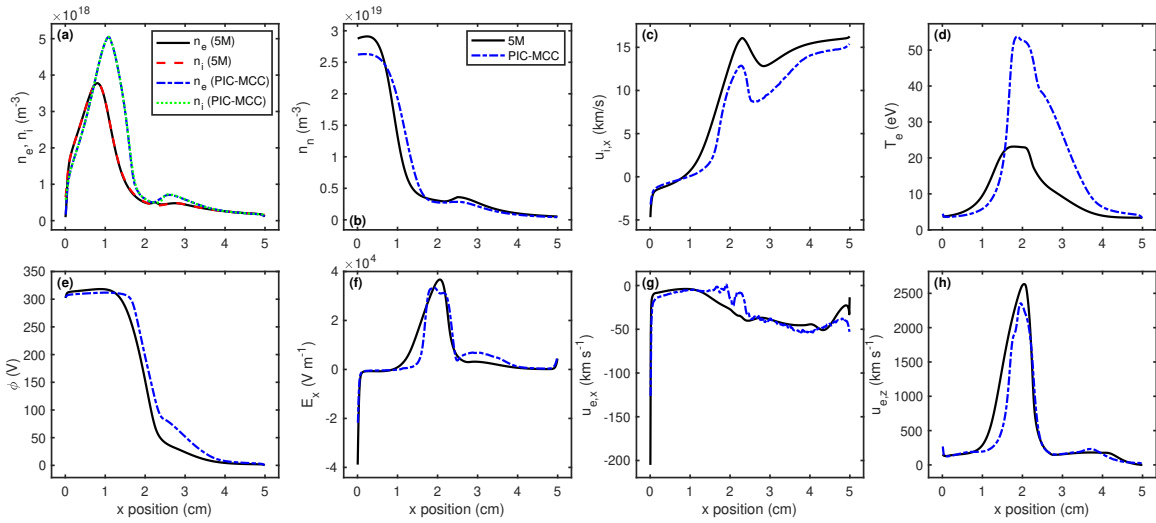 ×10^18
(a)
n_e (5M)
n_i (5M)
n_e (PIC-MCC)
n_i (PIC-MCC)
n_e, n_i (m^-3)
5
4
3
2
1
0
0 1 2 3 4 5
×10^19
5M
PIC-MCC
n_n (m^-3)
3.0
2.5
2.0
1.5
1.0
0.5
0.0
(b)
0 1 2 3 4 5
(c)
u_i,x (km/s)
15
10
5
0
-5
0 1 2 3 4 5
(d)
T_e (eV)
50
40
30
20
10
0
0 1 2 3 4 5
(e)
ϕ (V)
350
300
250
200
150
100
50
0
0 1 2 3 4 5
x position (cm)
×10^4
(f)
E_x (V m^-1)
4
2
0
-2
-4
0 1 2 3 4 5
x position (cm)
(g)
u_e,x (km s^-1)
0
-50
-100
-150
-200
0 1 2 3 4 5
x position (cm)
(h)
u_e,z (km s^-1)
2500
2000
1500
1000
500
0
0 1 2 3 4 5
x position (cm)